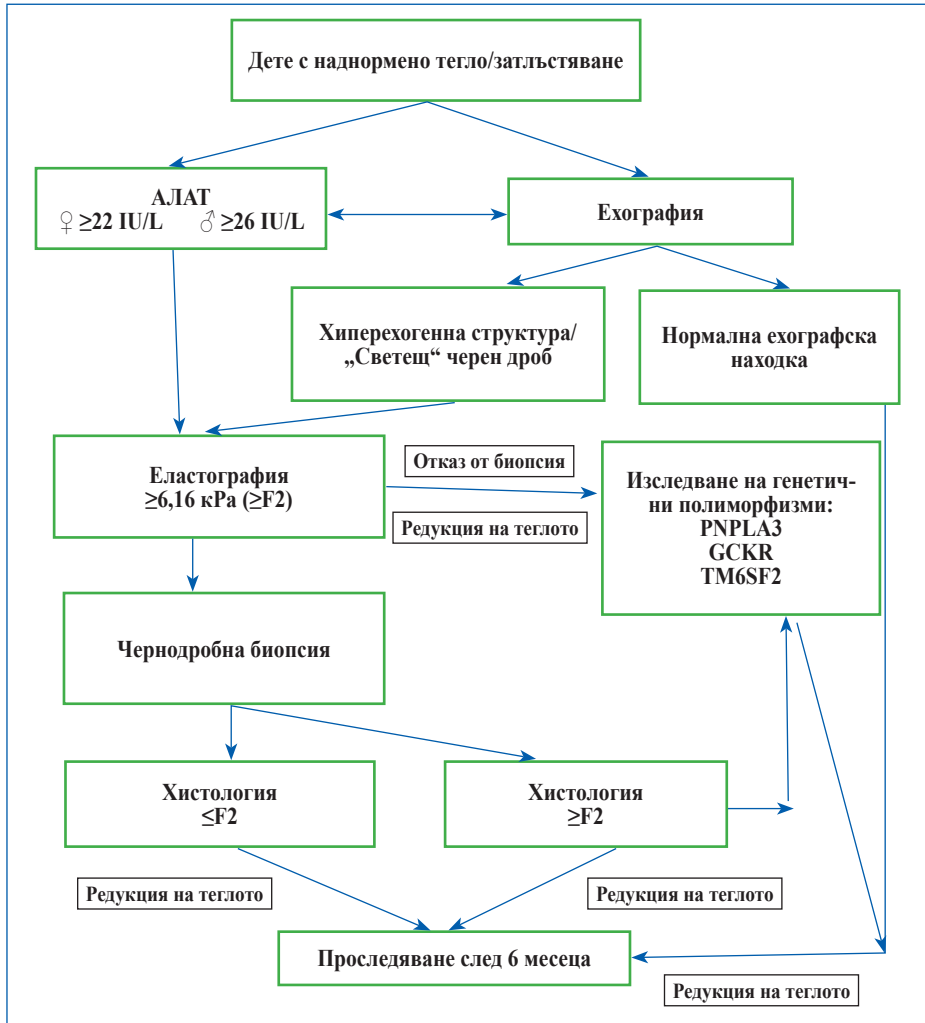 Дете с наднормено тегло/затлъстяване
АЛАТ
♀ ≥22 IU/L ♂ ≥26 IU/L
Ехография
Хиперехогенна структура/
„Светещ“ черен дроб
Нормална ехографска
находка
Еластография
≥6,16 кРа (≥F2)
Отказ от биопсия
Редукция на теглото
Изследване на генетич-
ни полиморфизми:
PNPLA3
GCKR
TM6SF2
Чернодробна биопсия
Хистология
≤F2
Хистология
≥F2
Редукция на теглото
Редукция на теглото
Проследяване след 6 месеца
Редукция на теглото